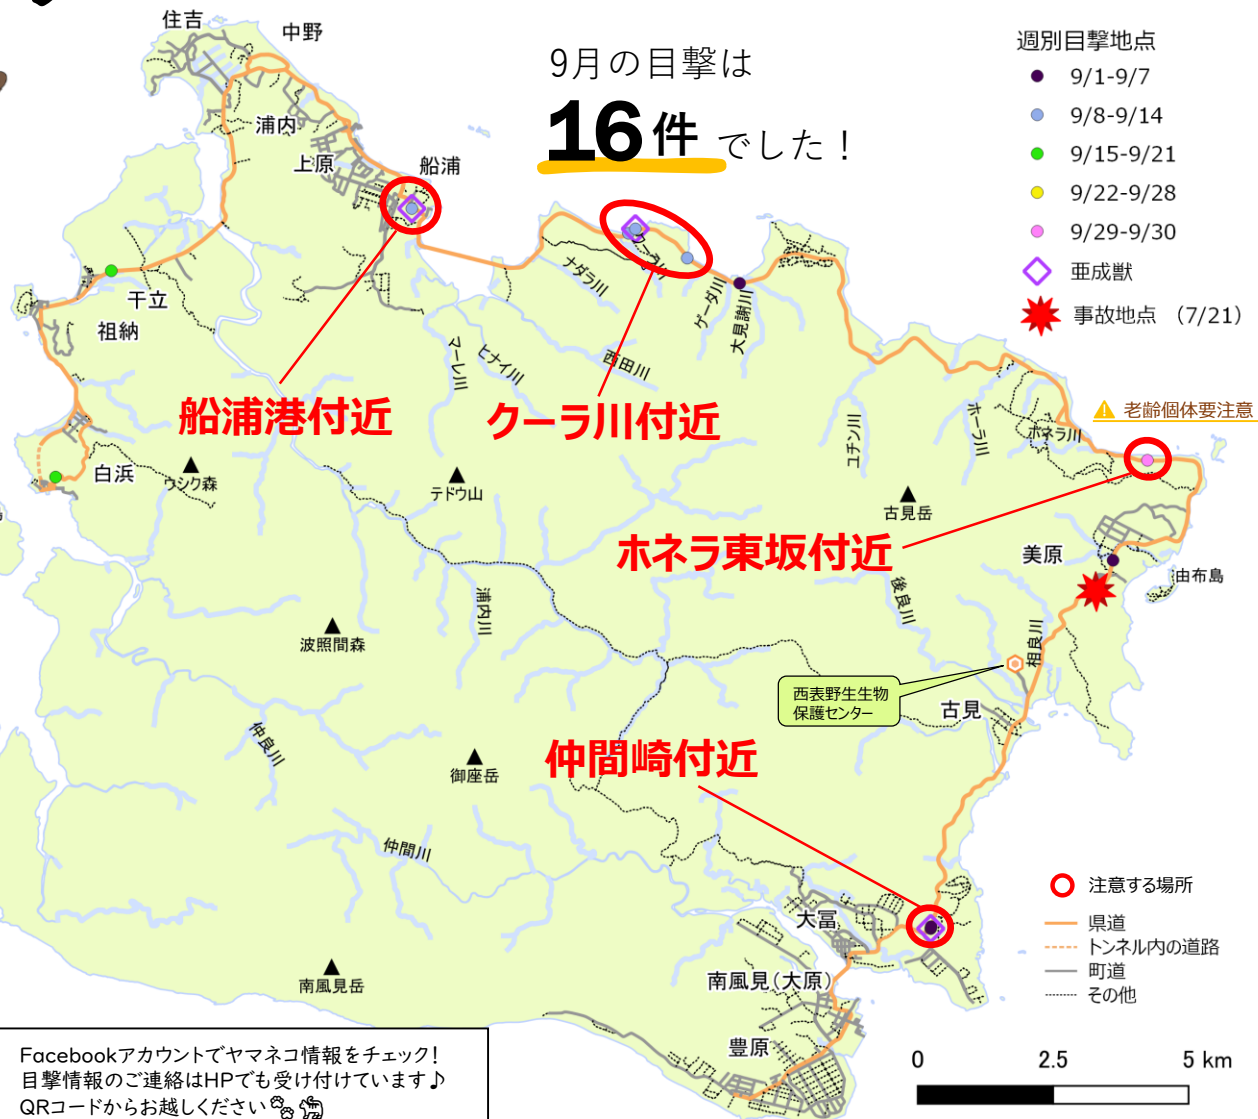 住吉
中野
9月の目撃は
16件でした！
週別目撃地点
9/1-9/7
9/8-9/14
9/15-9/21
9/22-9/28
9/29-9/30
亜成獣
事故地点 （7/21）
浦内
上原
船浦
干立
祖納
ナダラ川
ゲーダ川
大見謝川
西田川
マーレ川
ヒナイ川
船浦港付近
クーラ川付近
ユチン川
ホーラ川
ホネラ川
老齢個体要注意
白浜
ウシク森
テドウ山
古見岳
ホネラ東坂付近
美原
由布島
後良川
相良川
浦内川
波照間森
西表野生生物
保護センター
古見
仲良川
御座岳
仲間崎付近
仲間川
大冨
南風見岳
南風見(大原)
豊原
注意する場所
県道
トンネル内の道路
町道
その他
0 2.5 5 km
Facebookアカウントでヤマネコ情報をチェック！
目撃情報のご連絡はHPでも受け付けています♪
QRコードからお越しください